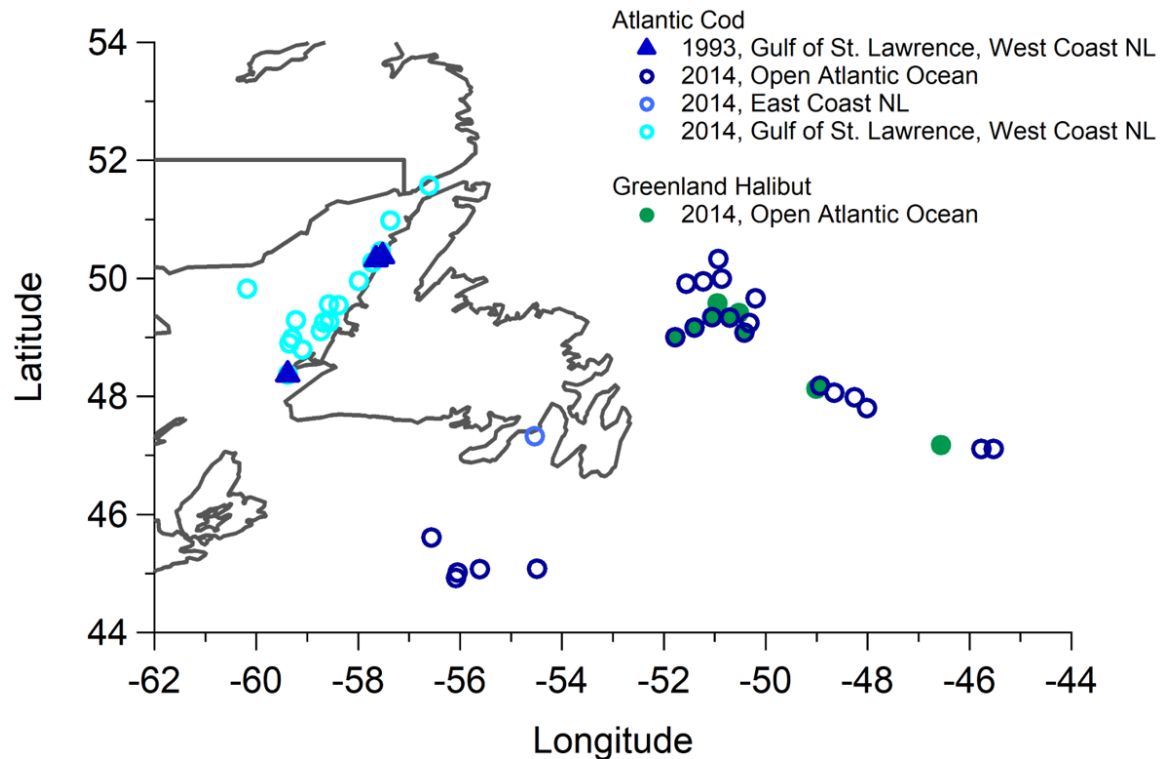 Atlantic Cod
1993, Gulf of St. Lawrence, West Coast NL
2014, Open Atlantic Ocean
2014, East Coast NL
2014, Gulf of St. Lawrence, West Coast NL
Greenland Halibut
2014, Open Atlantic Ocean
54
52
50
48
46
44
Latitude
-62 -60 -58 -56 -54 -52 -50 -48 -46 -44
Longitude